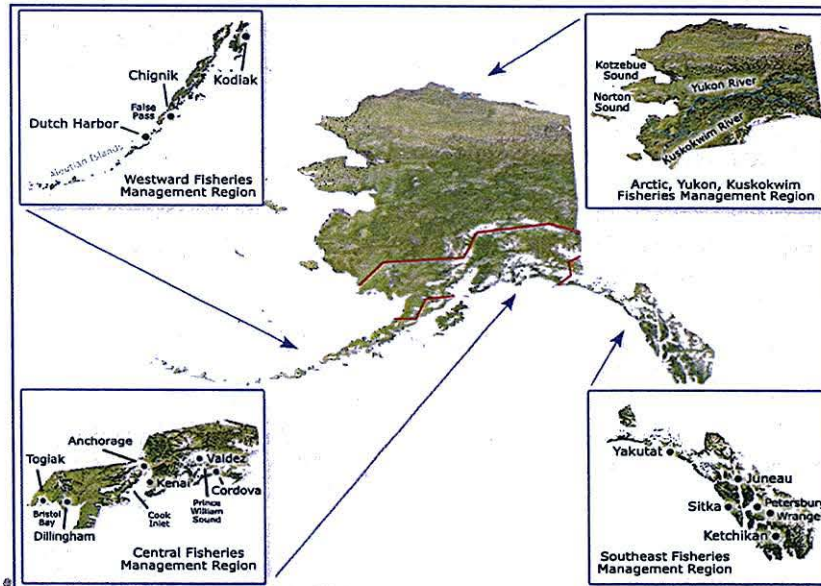 Kodiak
Chignik
False
Pass
Dutch Harbor
Aleutian Islands
Westward Fisheries
Management Region
Kotzebue
Sound
Norton
Sound
Yukon River
Kuskokwim River
Arctic, Yukon, Kuskokwim
Fisheries Management Region
Anchorage
Togiak
Valdez
Kenai
Cordova
Bristol
Bay
Dillingham
Cook
Inlet
Prince
William
Sound
Central Fisheries
Management Region
Yakutat
Juneau
Sitka
Petersburg
Wrangel
Ketchikan
Southeast Fisheries
Management Region